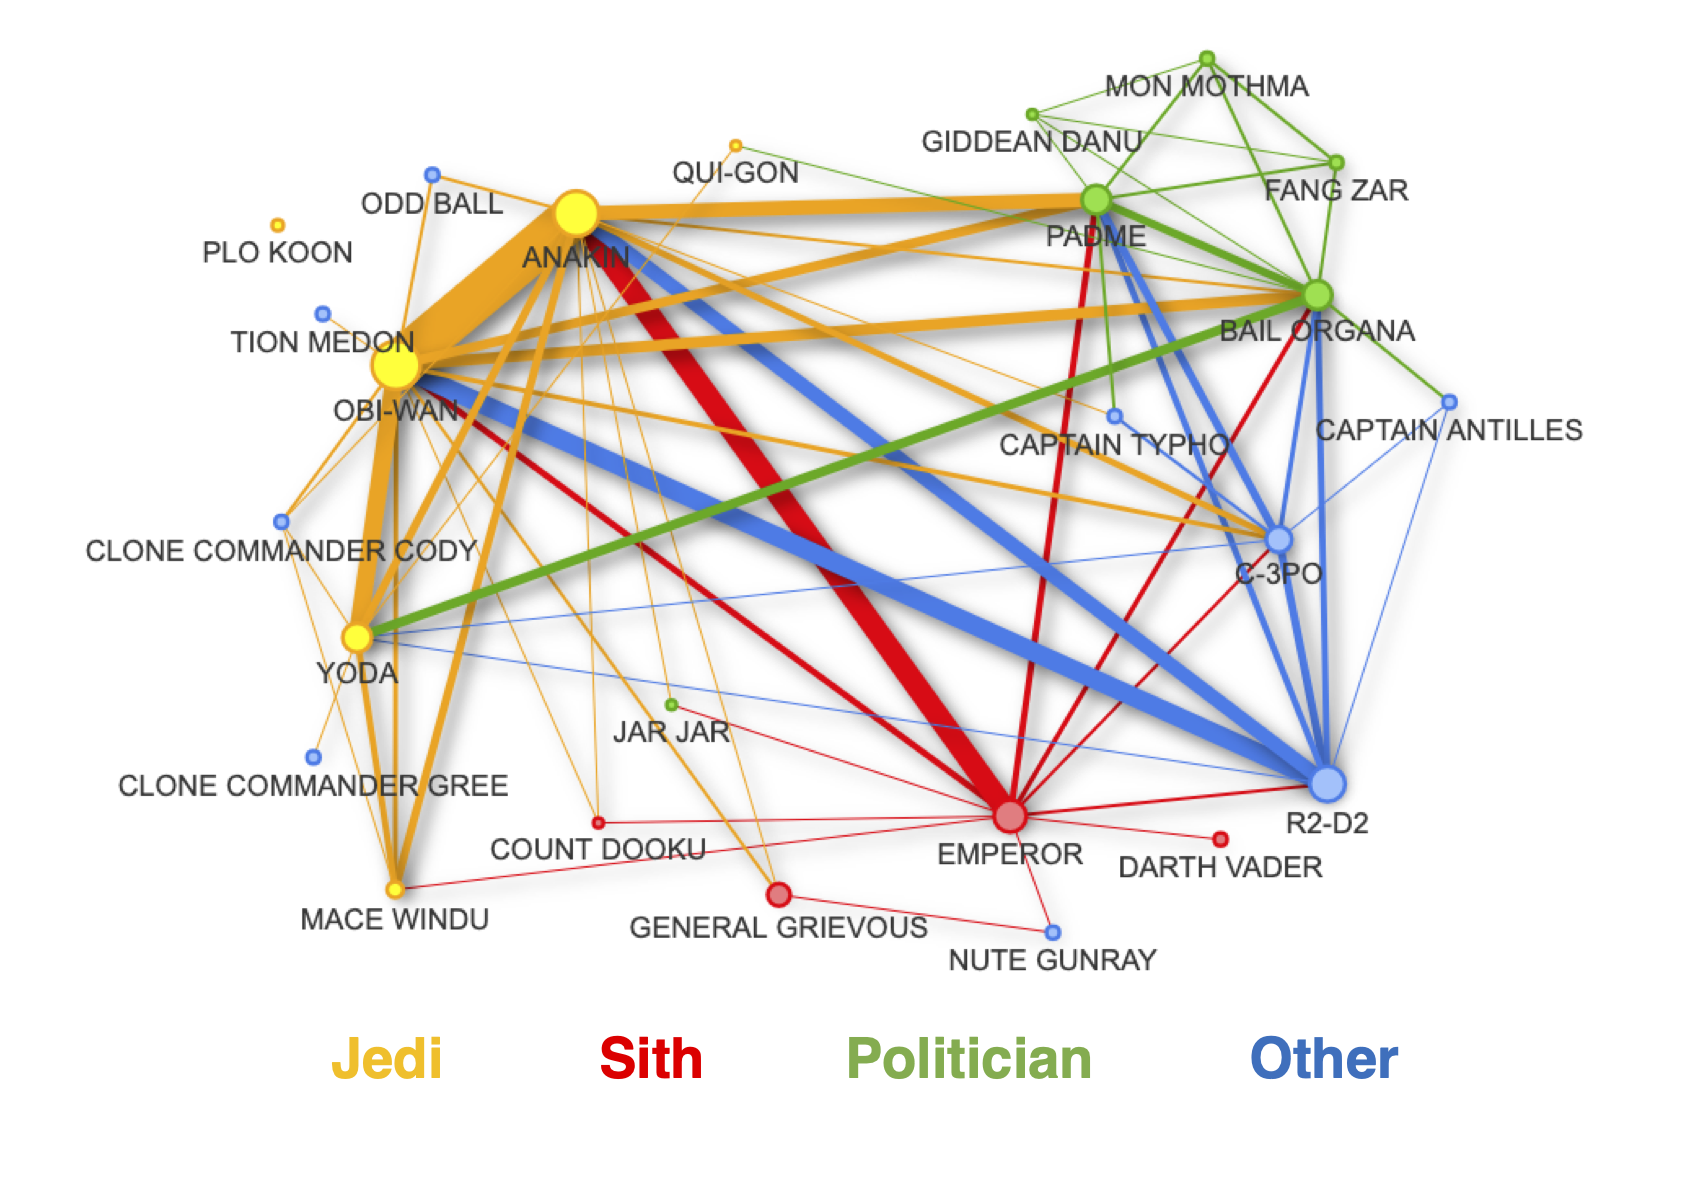 MON MOTHMA
GIDDEAN DANU
QUI-GON
FANG ZAR
ODD BALL
PADME
PLO KOON
ANAKIN
BAIL ORGANA
TION MEDON
OBI-WAN
CAPTAIN TYPHO
CAPTAIN ANTILLES
CLONE COMMANDER CODY
C-3PO
YODA
JAR JAR
CLONE COMMANDER GREE
R2-D2
COUNT DOOKU
EMPEROR
DARTH VADER
MACE WINDU
GENERAL GRIEVOUS
NUTE GUNRAY
Jedi Sith Politician Other